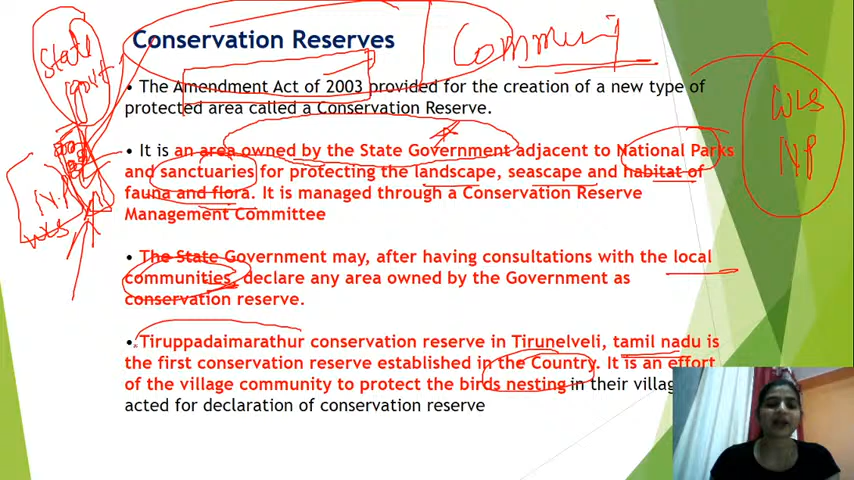 Conservation Reserves
Communi
State
govt.
WLS
NP
• The Amendment Act of 2003 provided for the creation of a new type of
protected area called a Conservation Reserve.
• It is an area owned by the State Government adjacent to National Parks
and sanctuaries for protecting the landscape, seascape and habitat of
fauna and flora. It is managed through a Conservation Reserve
Management Committee
N.P
WLS
• The State Government may, after having consultations with the local
communities, declare any area owned by the Government as
conservation reserve.
• Tiruppadaimarathur conservation reserve in Tirunelveli, tamil nadu is
the first conservation reserve established in the Country. It is an effort
of the village community to protect the birds nesting in their villag
acted for declaration of conservation reserve